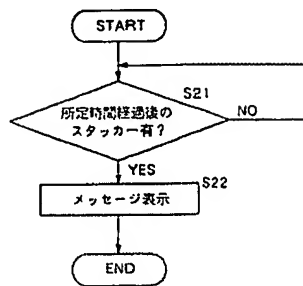 START
S21
所定時間経過後の
スタッカー有?
NO
YES
S22
メッセージ表示
END